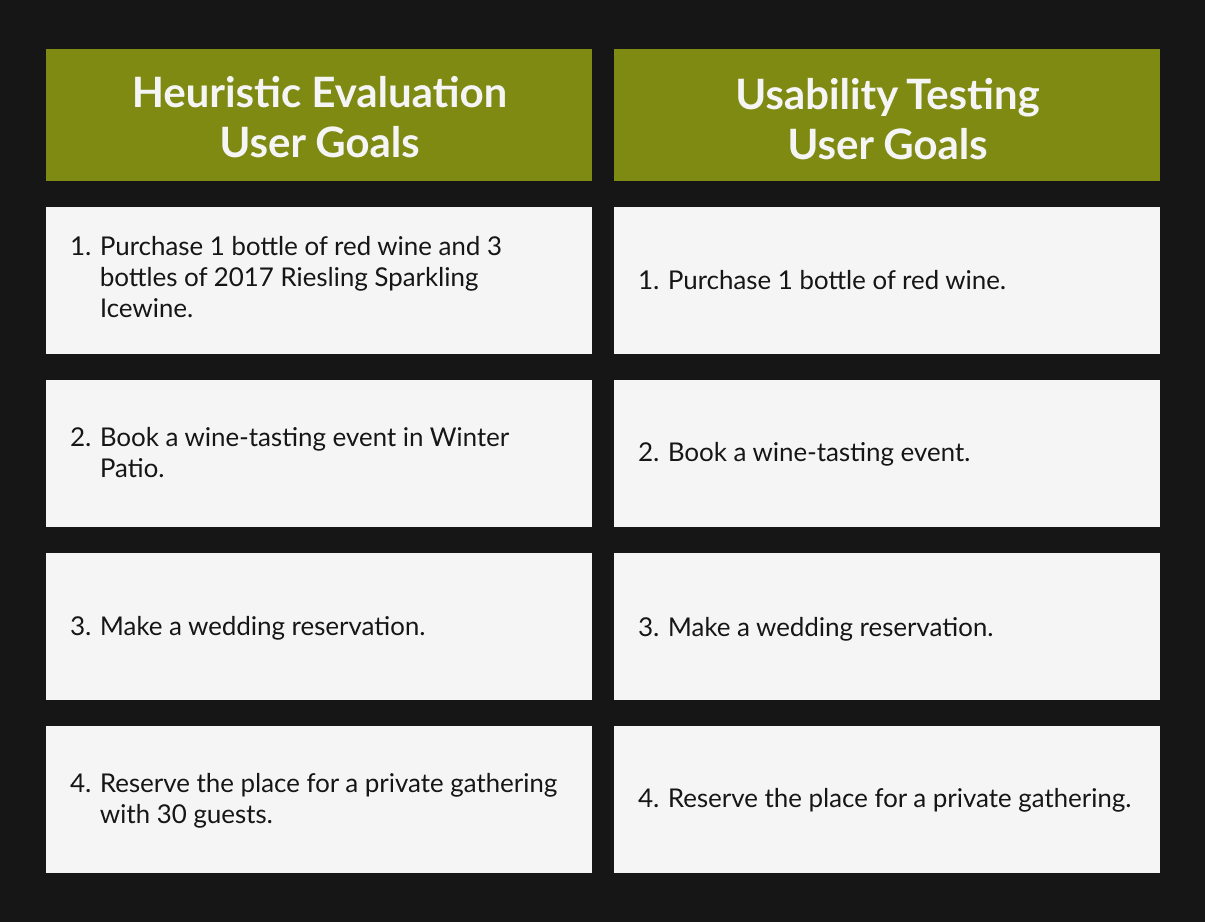 Heuristic Evaluation
User Goals
1. Purchase 1 bottle of red wine and 3
bottles of 2017 Riesling Sparkling
Icewine.
2. Book a wine-tasting event in Winter
Patio.
3. Make a wedding reservation.
4. Reserve the place for a private gathering
with 30 guests.
Usability Testing
User Goals
1. Purchase 1 bottle of red wine.
2. Book a wine-tasting event.
3. Make a wedding reservation.
4. Reserve the place for a private gathering.